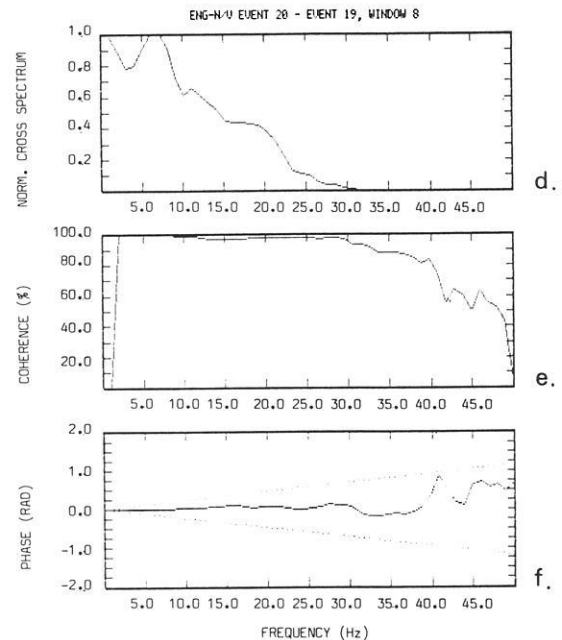 ENG-N/V EVENT 20 - EVENT 19, WINDOW 8
NORM. CROSS SPECTRUM
1.0
0.8
0.6
0.4
0.2
5.0 10.0 15.0 20.0 25.0 30.0 35.0 40.0 45.0
d.
COHERENCE (%)
100.0
80.0
60.0
40.0
20.0
5.0 10.0 15.0 20.0 25.0 30.0 35.0 40.0 45.0
e.
PHASE (RAD)
2.0
1.0
0.0
-1.0
-2.0
5.0 10.0 15.0 20.0 25.0 30.0 35.0 40.0 45.0
f.
FREQUENCY (Hz)